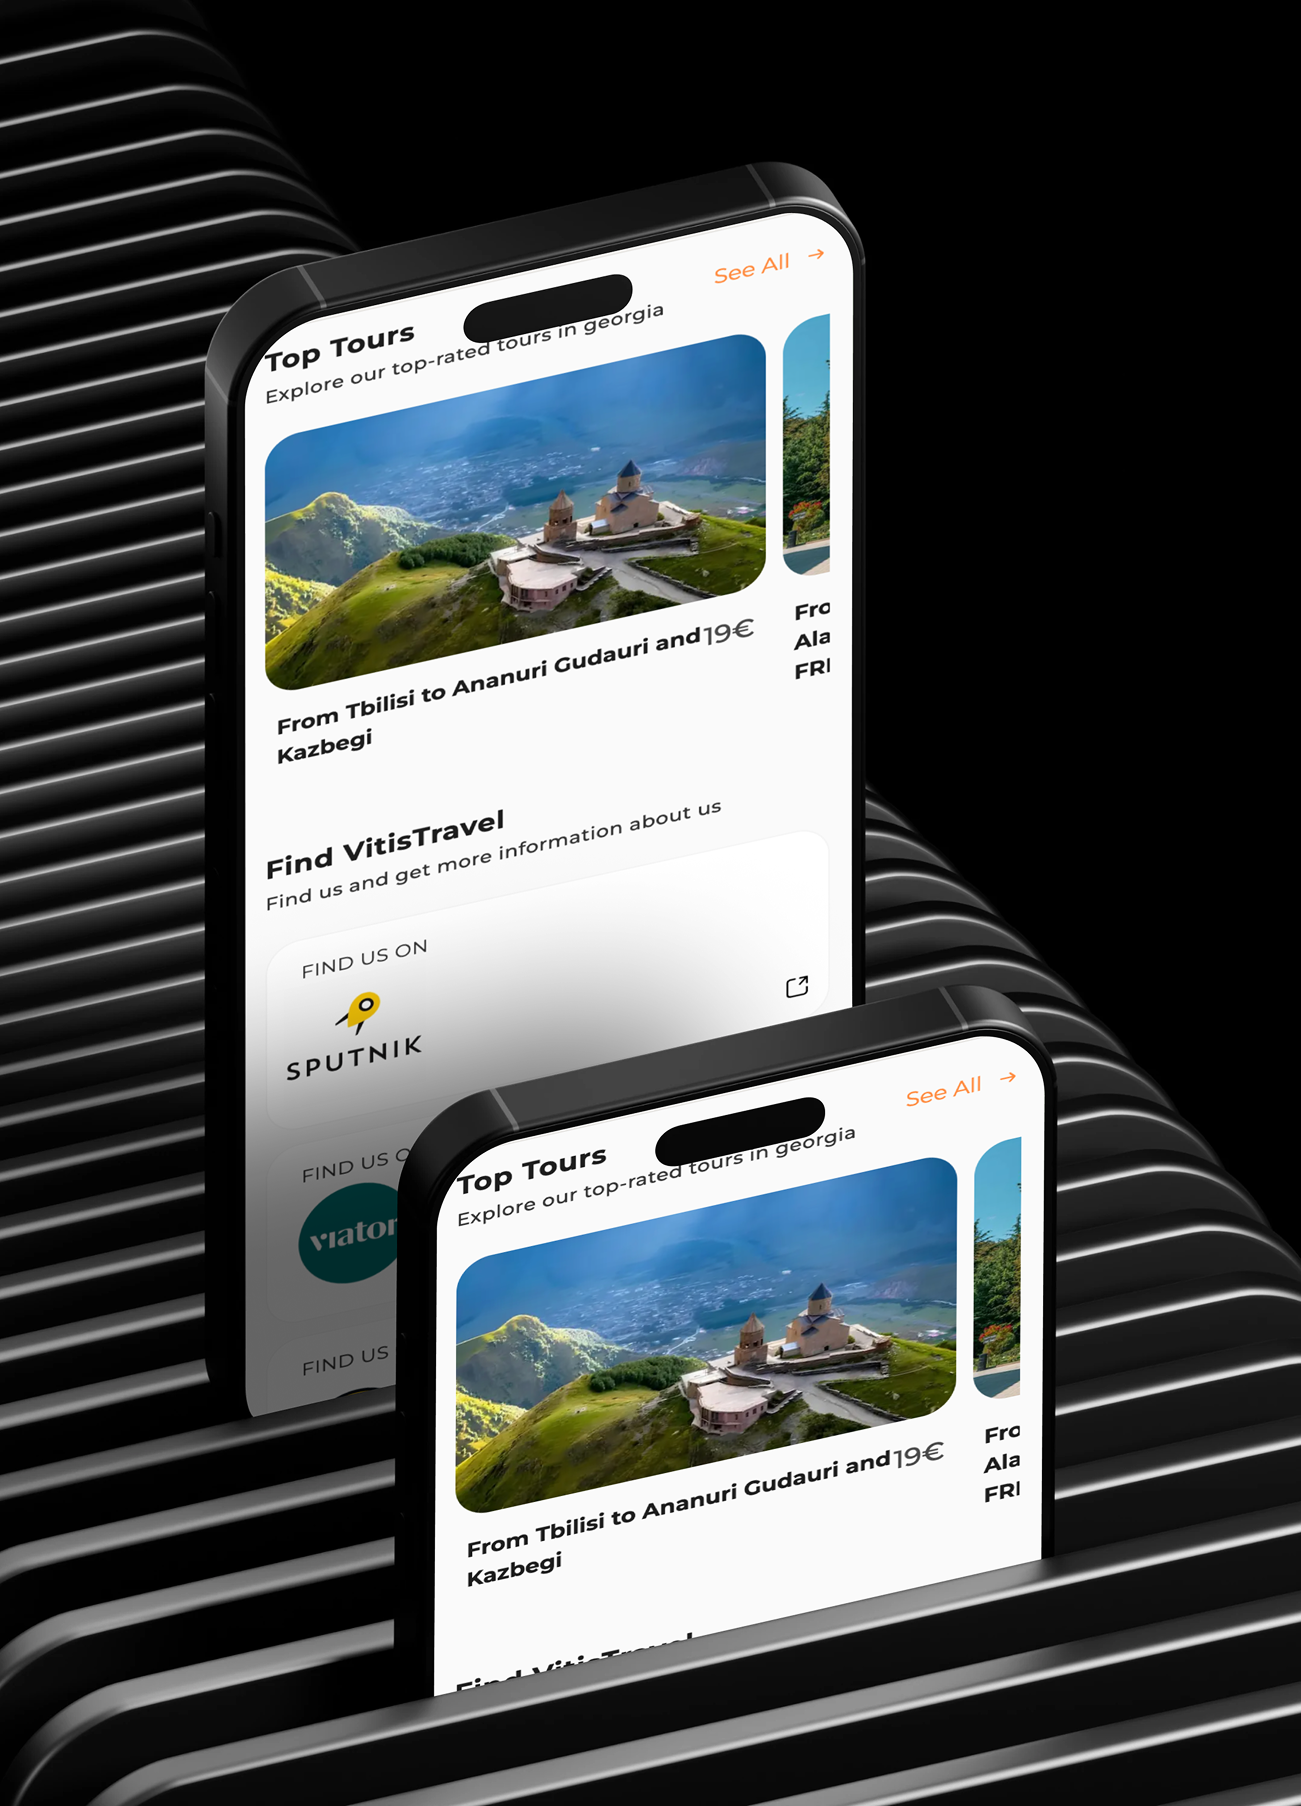 See All →
Top Tours
Explore our top-rated tours in georgia
From Tbilisi to Ananuri Gudauri and 19€
Kazbegi
Fro
Ala
FRI
Find VitisTravel
Find us and get more information about us
FIND US ON
SPUTNIK
FIND US O
viator
FIND US
See All →
Top Tours
Explore our top-rated tours in georgia
From Tbilisi to Ananuri Gudauri and 19€
Kazbegi
Fro
Ala
FRI
Find VitisTravel